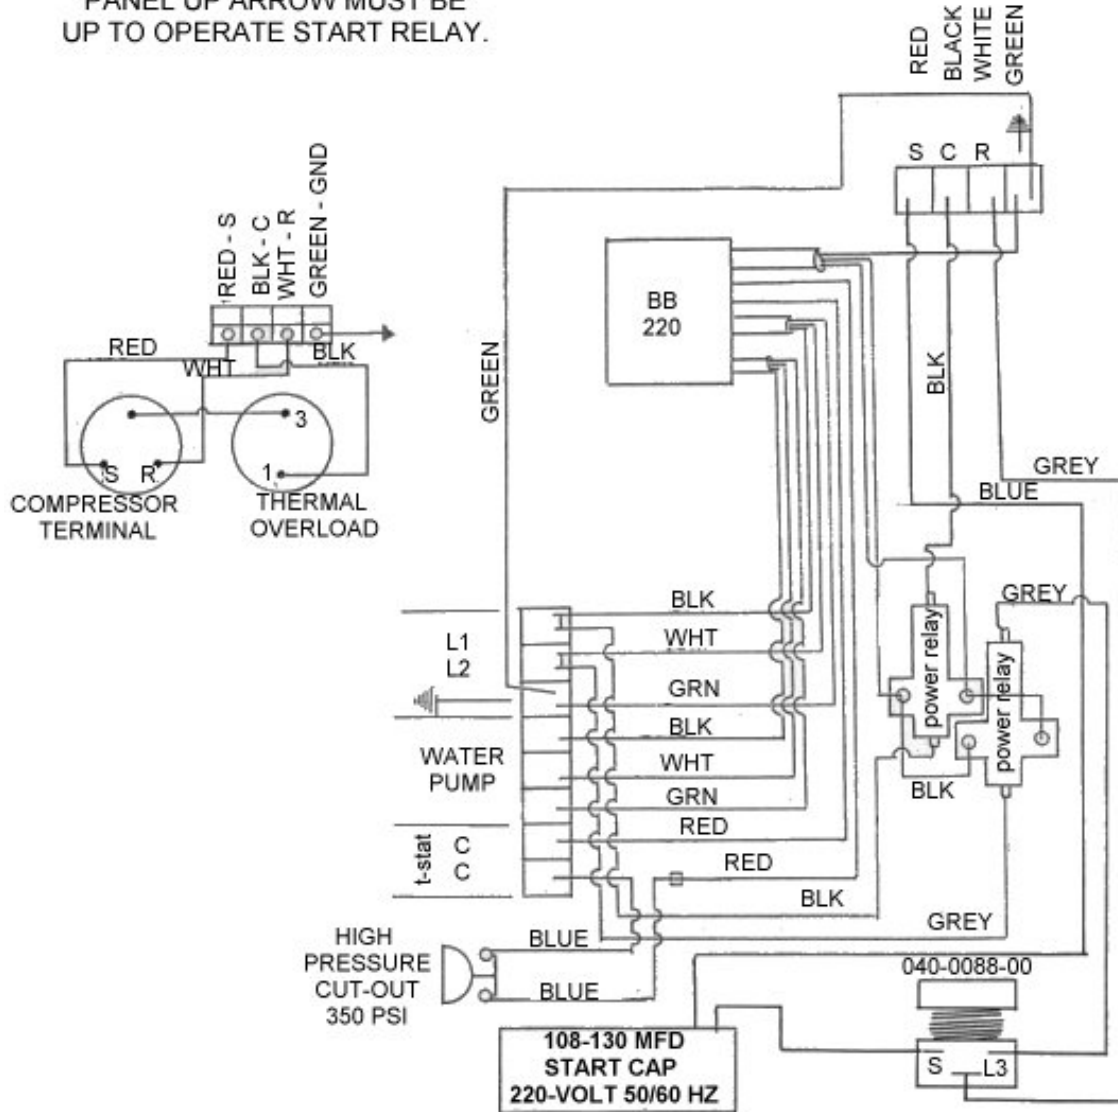 PANEL UP ARROW MUST BE
UP TO OPERATE START RELAY.
RED
BLACK
WHITE
GREEN
S C R
RED - S
BLK - C
WHT - R
GREEN - GND
RED
WHT
BLK
3
1
S R
COMPRESSOR
TERMINAL
THERMAL
OVERLOAD
BB
220
GREEN
BLK
GREY
BLUE
GREY
power relay
power relay
BLK
L1
L2
BLK
WHT
GRN
WATER
PUMP
BLK
WHT
GRN
t-stat
C
C
RED
RED
BLK
GREY
HIGH
PRESSURE
CUT-OUT
350 PSI
BLUE
BLUE
040-0088-00
S L3
108-130 MFD
START CAP
220-VOLT 50/60 HZ